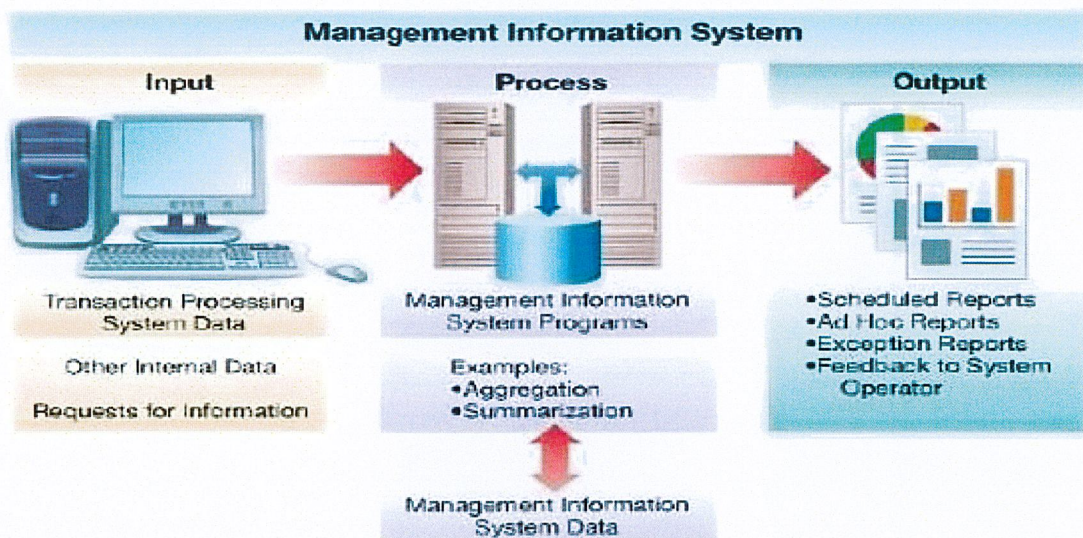 Management Information System
Input
Process
Output
Transaction Processing
System Data
Other Internal Data
Requests for Information
Management Information
System Programs
Examples:
•Aggregation
•Summarization
Management Information
System Data
•Scheduled Reports
•Ad Hoc Reports
•Exception Reports
•Feedback to System
Operator